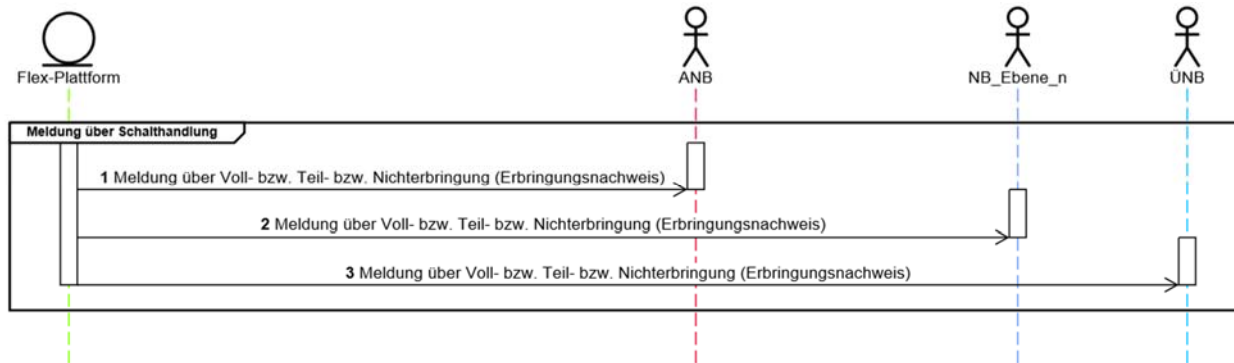 Flex-Plattform
ANB
NB_Ebene_n
ÜNB
Meldung über Schalthandlung
1 Meldung über Voll- bzw. Teil- bzw. Nichterbringung (Erbringungsnachweis)
2 Meldung über Voll- bzw. Teil- bzw. Nichterbringung (Erbringungsnachweis)
3 Meldung über Voll- bzw. Teil- bzw. Nichterbringung (Erbringungsnachweis)